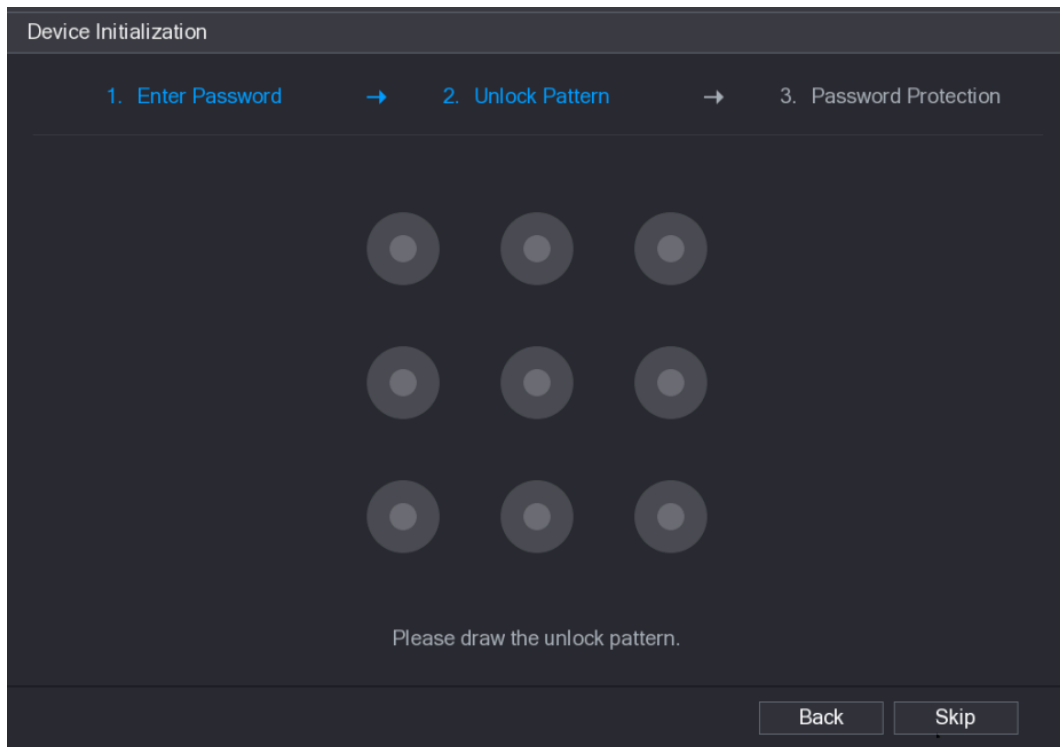 Device Initialization
1. Enter Password → 2. Unlock Pattern → 3. Password Protection
Please draw the unlock pattern.
Back Skip